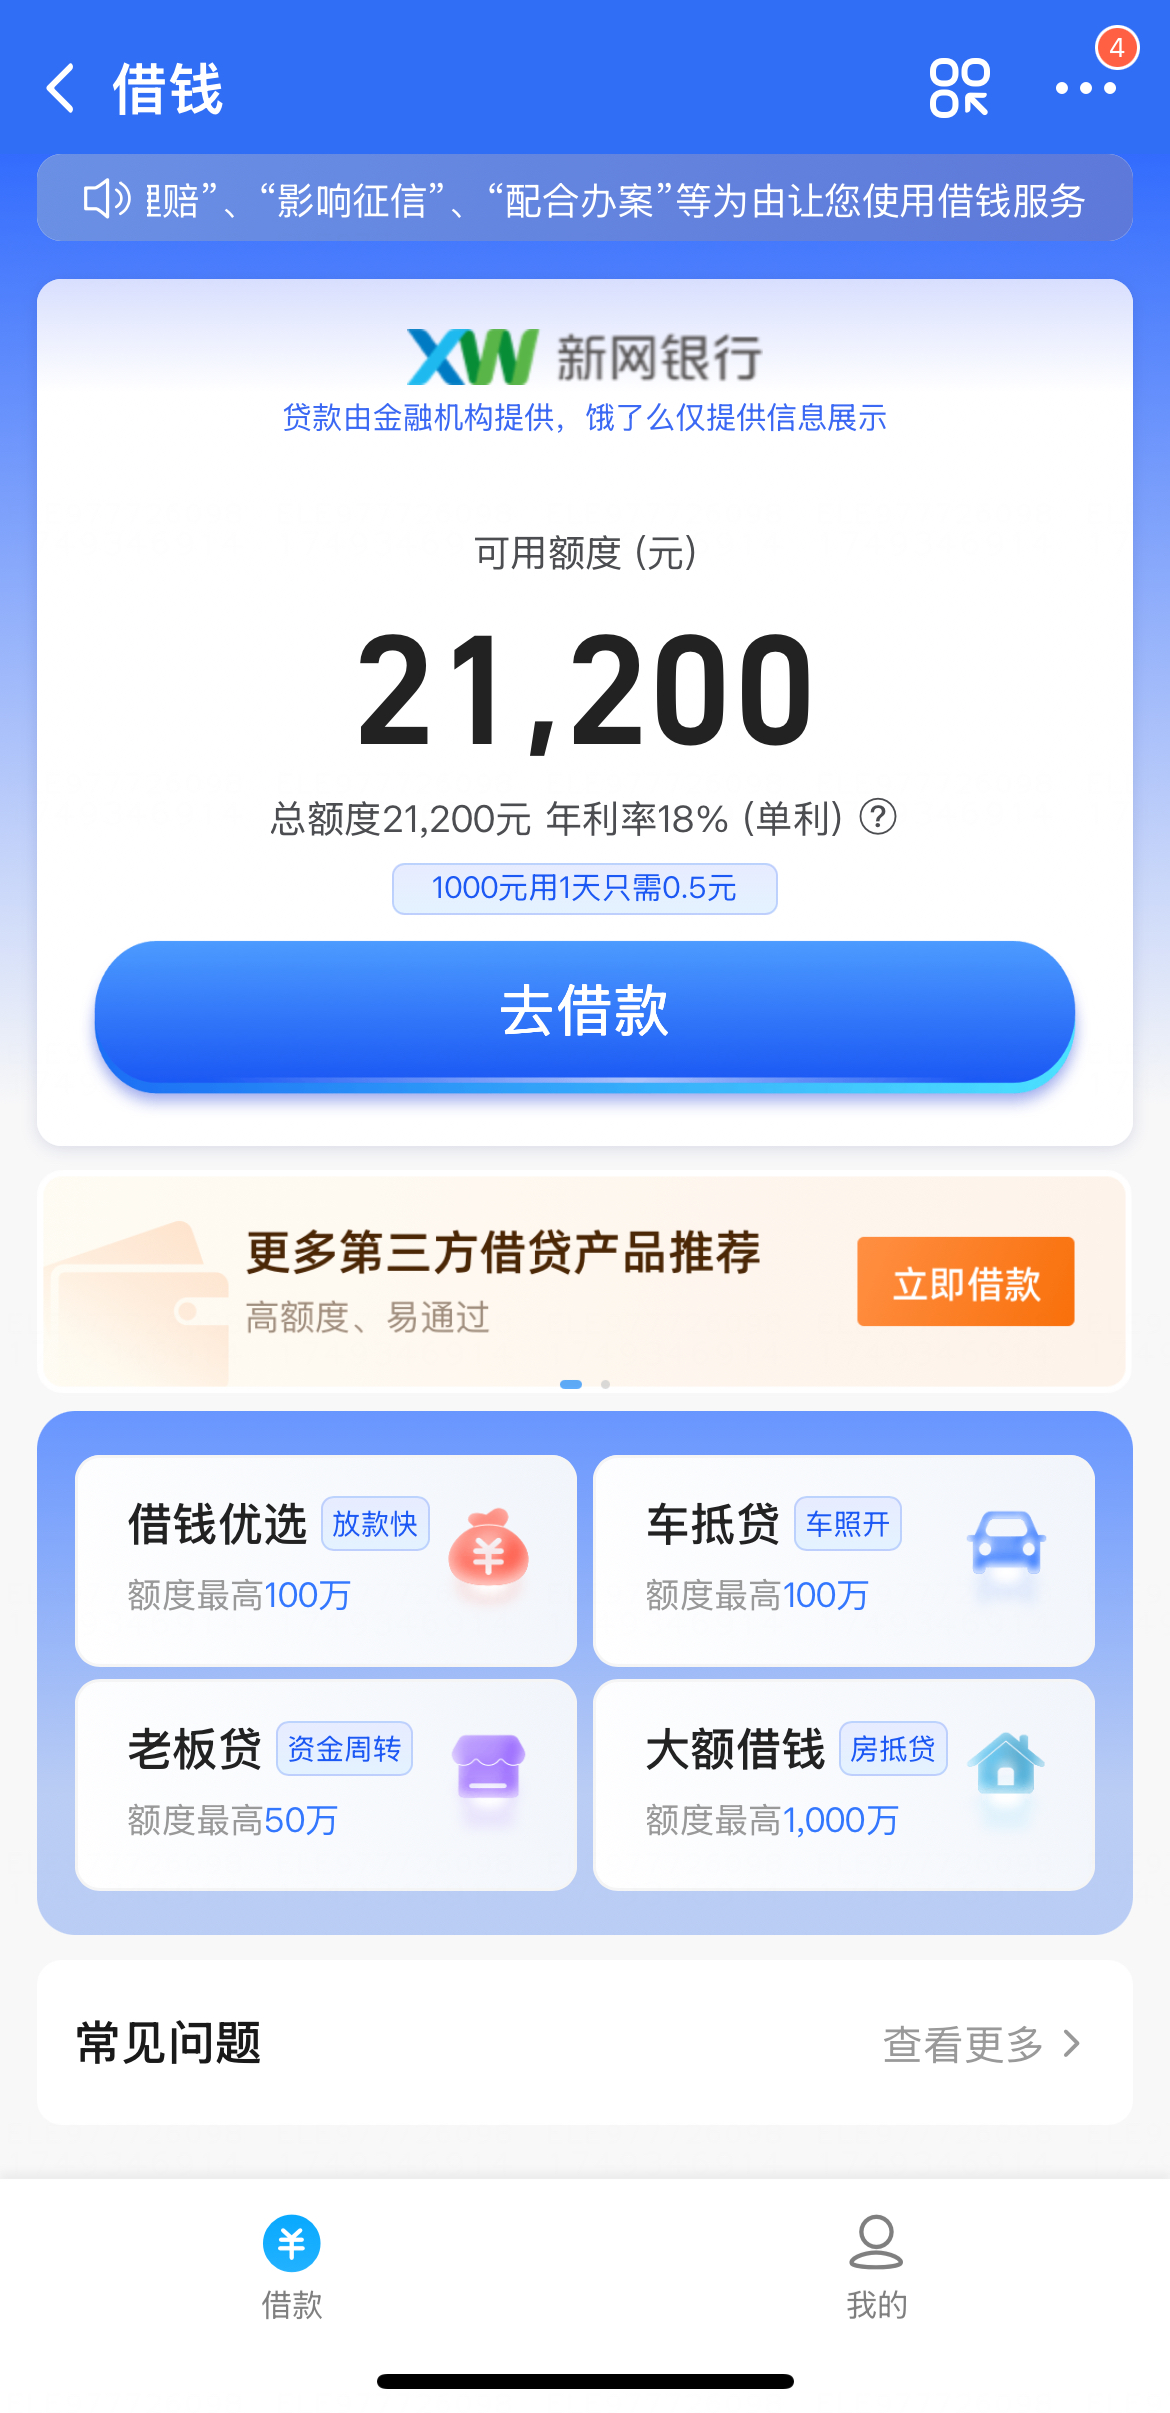 借钱
4
赔”、“影响征信”、“配合办案”等为由让您使用借钱服务
XW 新网银行
贷款由金融机构提供，饿了么仅提供信息展示
可用额度 (元)
21,200
总额度21,200元 年利率18% (单利) ?
1000元用1天只需0.5元
去借款
更多第三方借贷产品推荐
高额度、易通过
立即借款
借钱优选 放款快
额度最高100万
车抵贷 车照开
额度最高100万
老板贷 资金周转
额度最高50万
大额借钱 房抵贷
额度最高1,000万
常见问题
查看更多
借款
我的